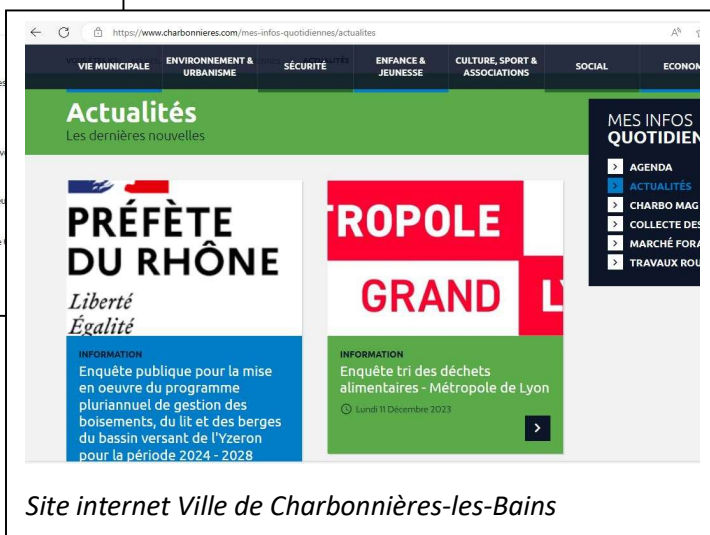 https://www.charbonnieres.com/mes-infos-quotidiennes/actualites
VIE MUNICIPALE
ENVIRONNEMENT &
URBANISME
SÉCURITÉ
ENFANCE &
JEUNESSE
CULTURE, SPORT &
ASSOCIATIONS
SOCIAL
ECONOM
Actualités
Les dernières nouvelles
MES INFOS
QUOTIDIEN
AGENDA
ACTUALITÉS
CHARBO MAG
COLLECTE DES
MARCHÉ FORA
TRAVAUX ROU
PRÉFÈTE
DU RHÔNE
Liberté
Égalité
INFORMATION
Enquête publique pour la mise
en oeuvre du programme
pluriannuel de gestion des
boisements, du lit et des berges
du bassin versant de l'Yzeron
pour la période 2024 - 2028
TROPOLE
GRAND L
INFORMATION
Enquête tri des déchets
alimentaires - Métropole de Lyon
Lundi 11 Décembre 2023
Site internet Ville de Charbonnières-les-Bains